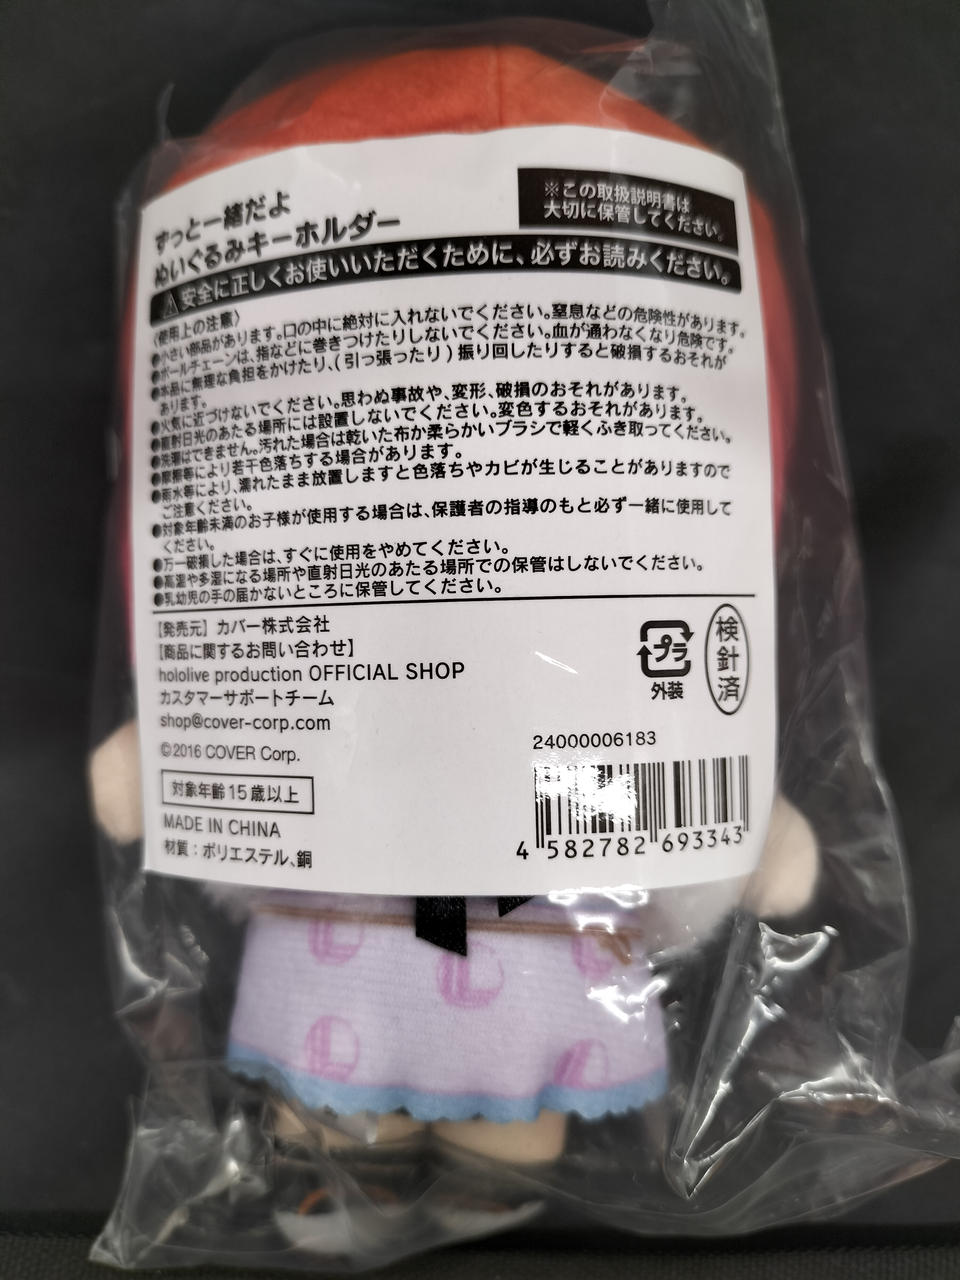 ずっと一緒だよ
ぬいぐるみキーホルダー
※この取扱説明書は
大切に保管してください。
安全に正しくお使いいただくために、必ずお読みください。
〈使用上の注意〉
●小さい部品があります。口の中に絶対に入れないでください。窒息などの危険性があります。
●ボールチェーンは、指などに巻きつけたりしないでください。血が通わなくなり危険です。
●本品に無理な負担をかけたり、(引っ張ったり)振り回したりすると破損するおそれが
あります。
●火気に近づけないでください。思わぬ事故や、変形、破損のおそれがあります。
●直射日光のあたる場所には設置しないでください。変色するおそれがあります。
●洗濯はできません。汚れた場合は乾いた布か柔らかいブラシで軽くふき取ってください。
●摩擦等により若干色落ちする場合があります。
●雨水等により、濡れたまま放置しますと色落ちやカビが生じることがありますので
ご注意ください。
●対象年齢未満のお子様が使用する場合は、保護者の指導のもと必ず一緒に使用して
ください。
●万一破損した場合は、すぐに使用をやめてください。
●高温や多湿になる場所や直射日光のあたる場所での保管はしないでください。
●乳幼児の手の届かないところに保管してください。
【発売元】カバー株式会社
【商品に関するお問い合わせ】
hololive production OFFICIAL SHOP
カスタマーサポートチーム
shop@cover-corp.com
©2016 COVER Corp.
対象年齢15歳以上
MADE IN CHINA
材質：ポリエステル、銅
プラ
外装
検針済
24000006183
4 582782 693343